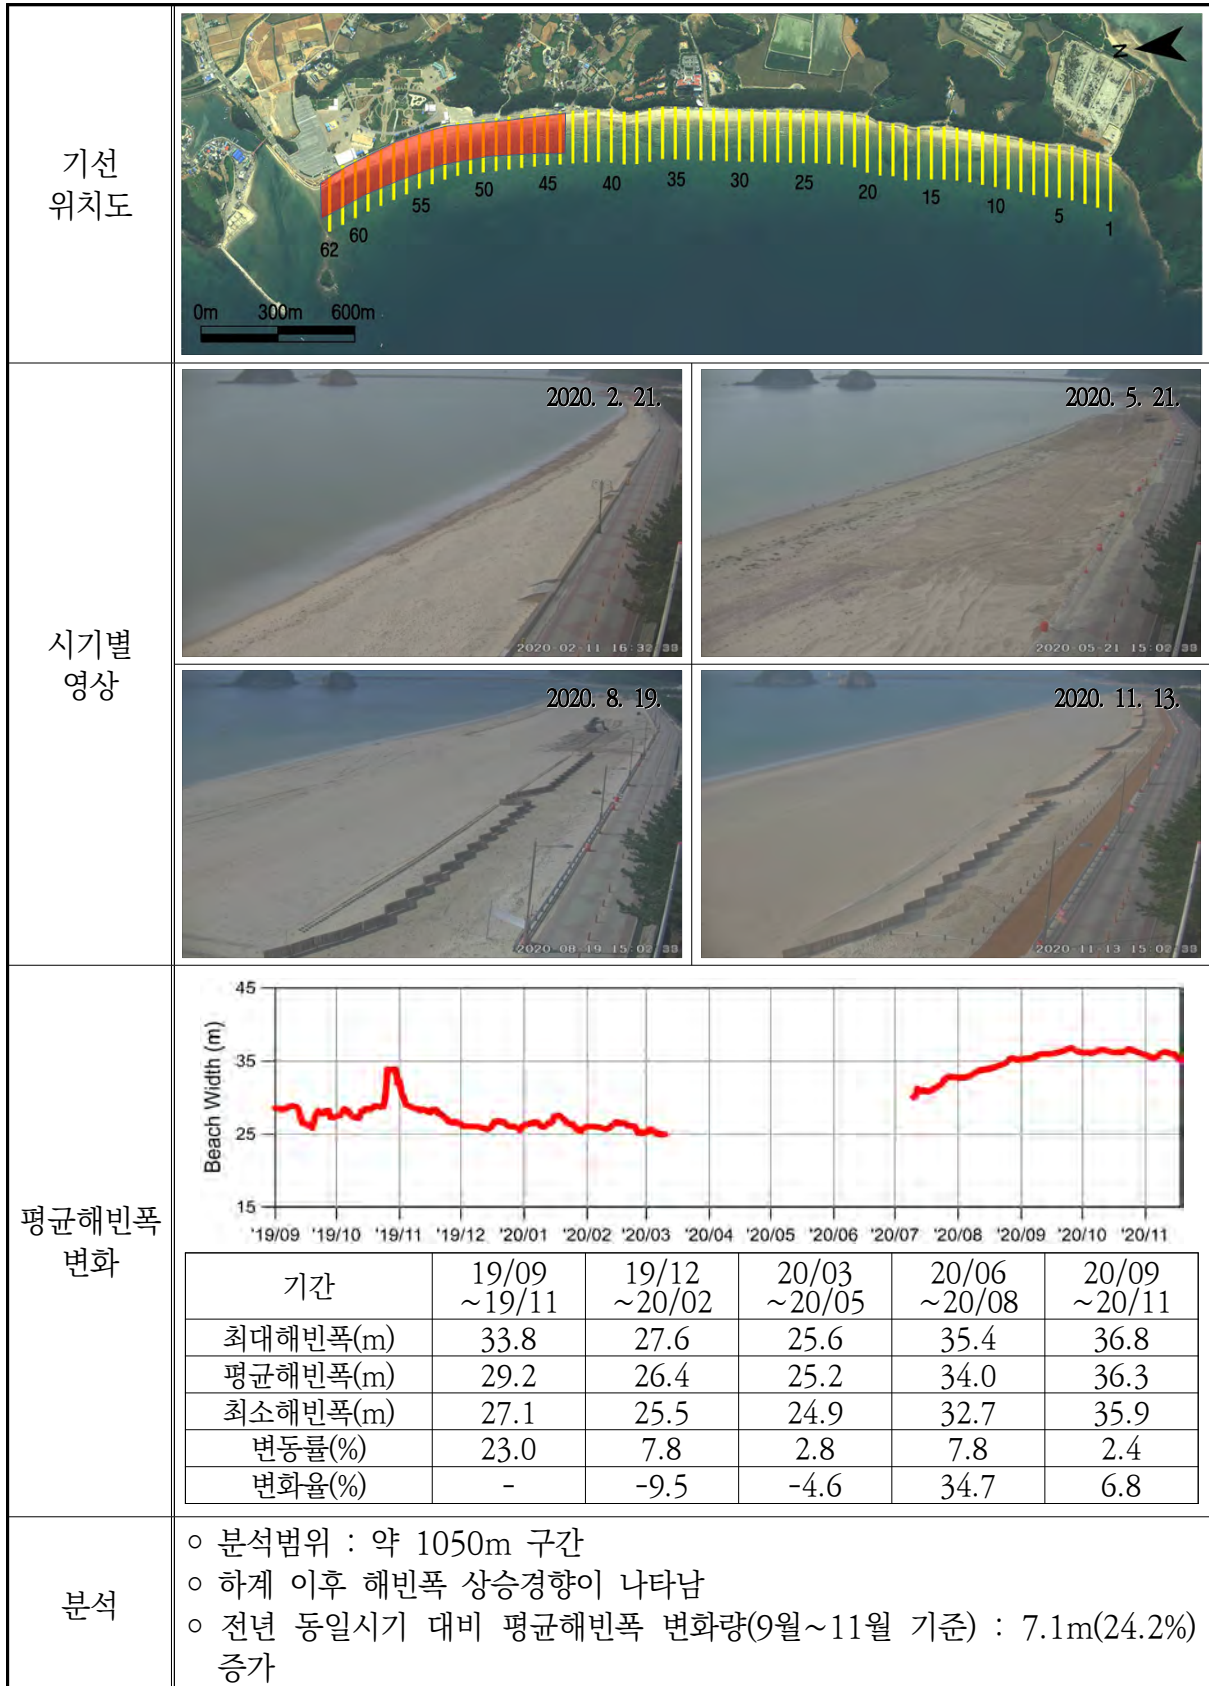 기선
위치도
N
50
45
40
35
30
25
20
15
10
5
1
55
60
62
0m 300m 600m
시기별
영상
2020. 2. 21.
2020-02-11 16:32:33
2020. 5. 21.
2020-05-21 15:02:33
2020. 8. 19.
2020-08-19 15:02:33
2020. 11. 13.
2020-11-13 15:02:33
평균해빈폭
변화
Beach Width (m)
45
35
25
15
'19/09 '19/10 '19/11 '19/12 '20/01 '20/02 '20/03 '20/04 '20/05 '20/06 '20/07 '20/08 '20/09 '20/10 '20/11
기간 19/09 ~19/11 19/12 ~20/02 20/03 ~20/05 20/06 ~20/08 20/09 ~20/11
최대해빈폭(m) 33.8 27.6 25.6 35.4 36.8
평균해빈폭(m) 29.2 26.4 25.2 34.0 36.3
최소해빈폭(m) 27.1 25.5 24.9 32.7 35.9
변동률(%) 23.0 7.8 2.8 7.8 2.4
변화율(%) - -9.5 -4.6 34.7 6.8
분석
○ 분석범위 : 약 1050m 구간
○ 하계 이후 해빈폭 상승경향이 나타남
○ 전년 동일시기 대비 평균해빈폭 변화량(9월~11월 기준) : 7.1m(24.2%)
증가